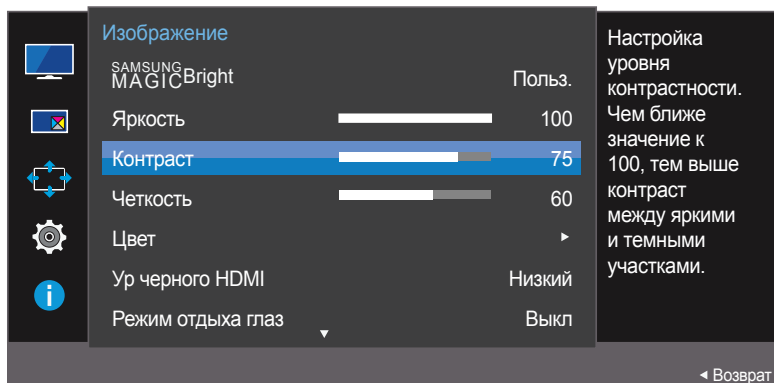 Изображение
SAMSUNG
MAGICBright Польз.
Яркость 100
Контраст 75
Четкость 60
Цвет ►
Ур черного HDMI Низкий
Режим отдыха глаз Выкл
▼
Настройка
уровня
контрастности.
Чем ближе
значение к
100, тем выше
контраст
между яркими
и темными
участками.
i
◄ Возврат